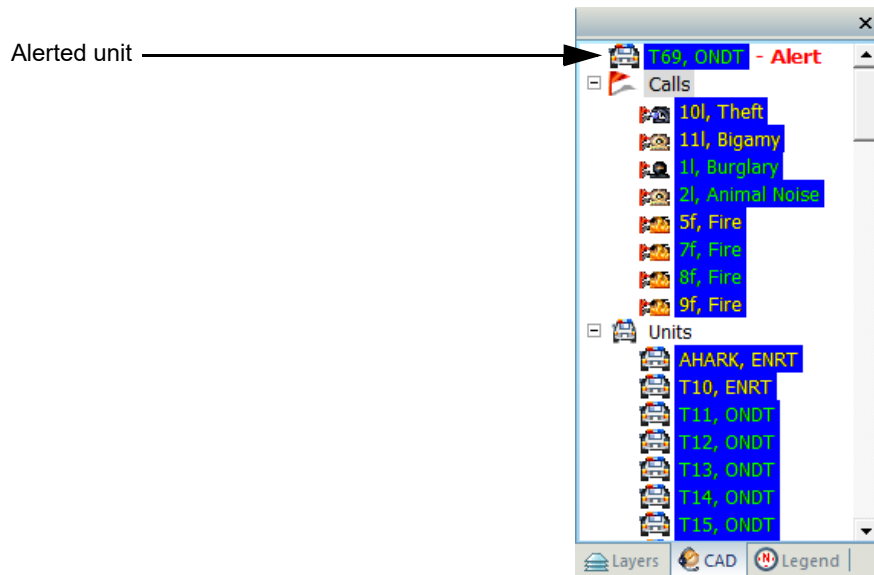 Alerted unit
T69, ONDT - Alert
Calls
10l, Theft
11l, Bigamy
1l, Burglary
2l, Animal Noise
5f, Fire
7f, Fire
8f, Fire
9f, Fire
Units
AHARK, ENRT
T10, ENRT
T11, ONDT
T12, ONDT
T13, ONDT
T14, ONDT
T15, ONDT
Layers CAD N Legend